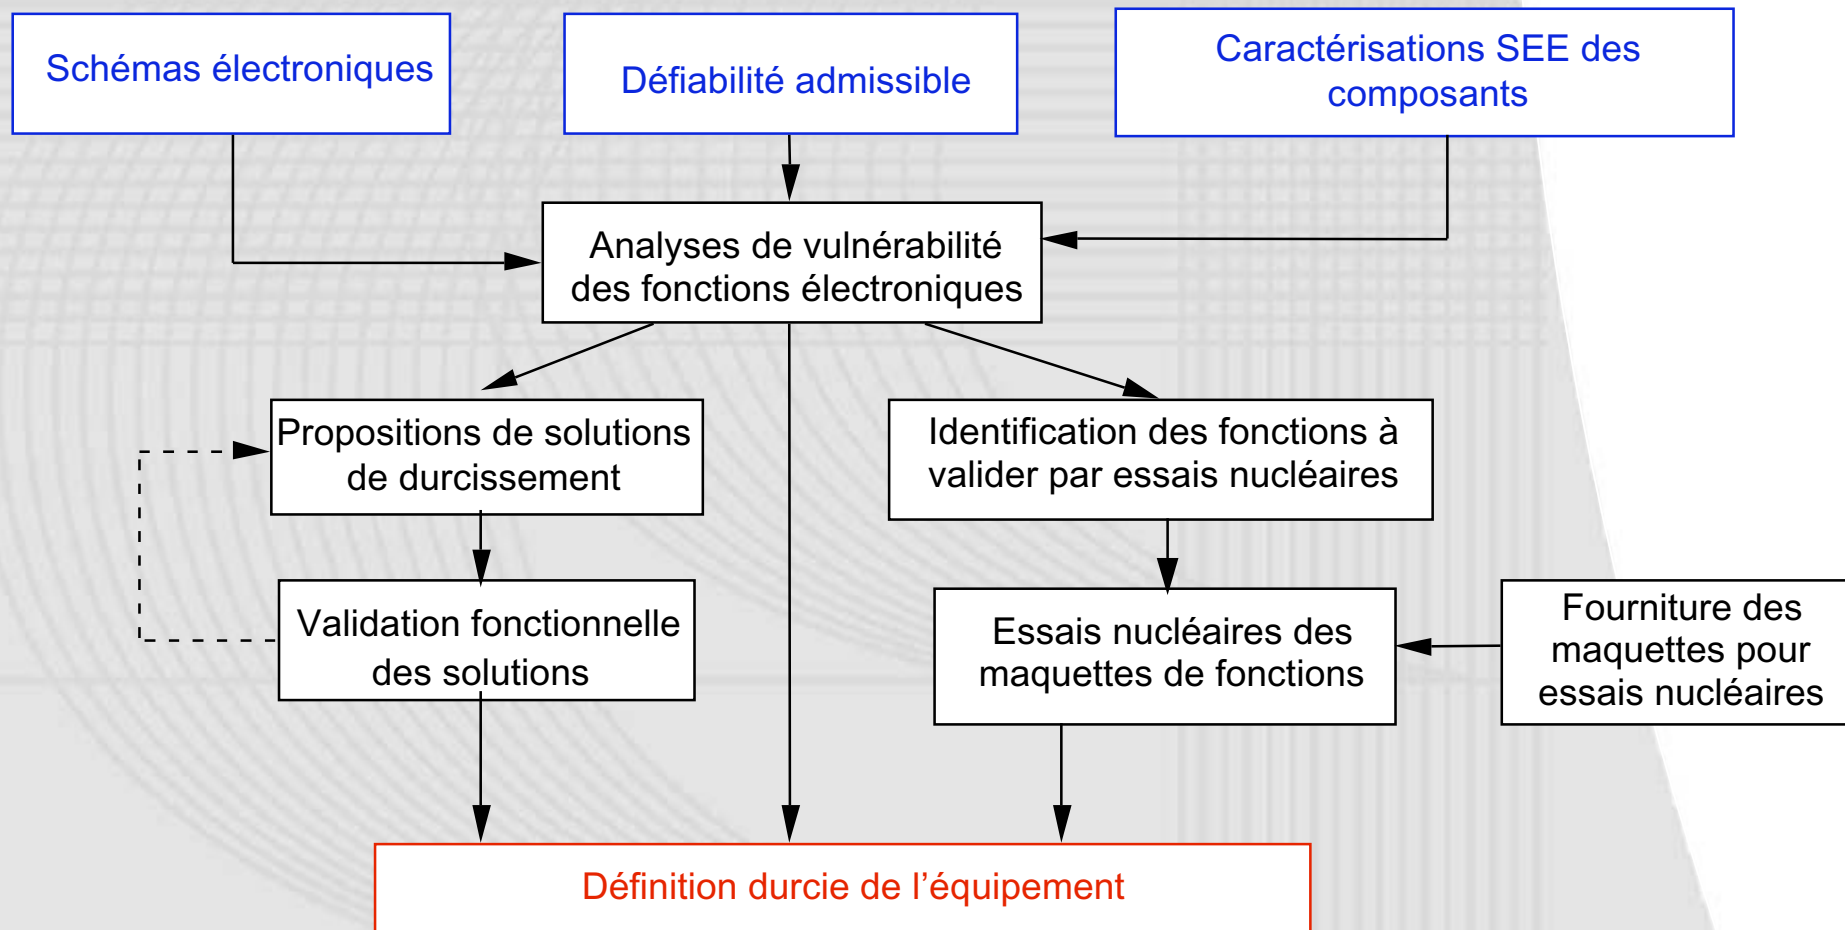 Schémas électroniques
Défiabilité admissible
Caractérisations SEE des
composants
Analyses de vulnérabilité
des fonctions électroniques
Propositions de solutions
de durcissement
Identification des fonctions à
valider par essais nucléaires
Validation fonctionnelle
des solutions
Essais nucléaires des
maquettes de fonctions
Fourniture des
maquettes pour
essais nucléaires
Définition durcie de l’équipement